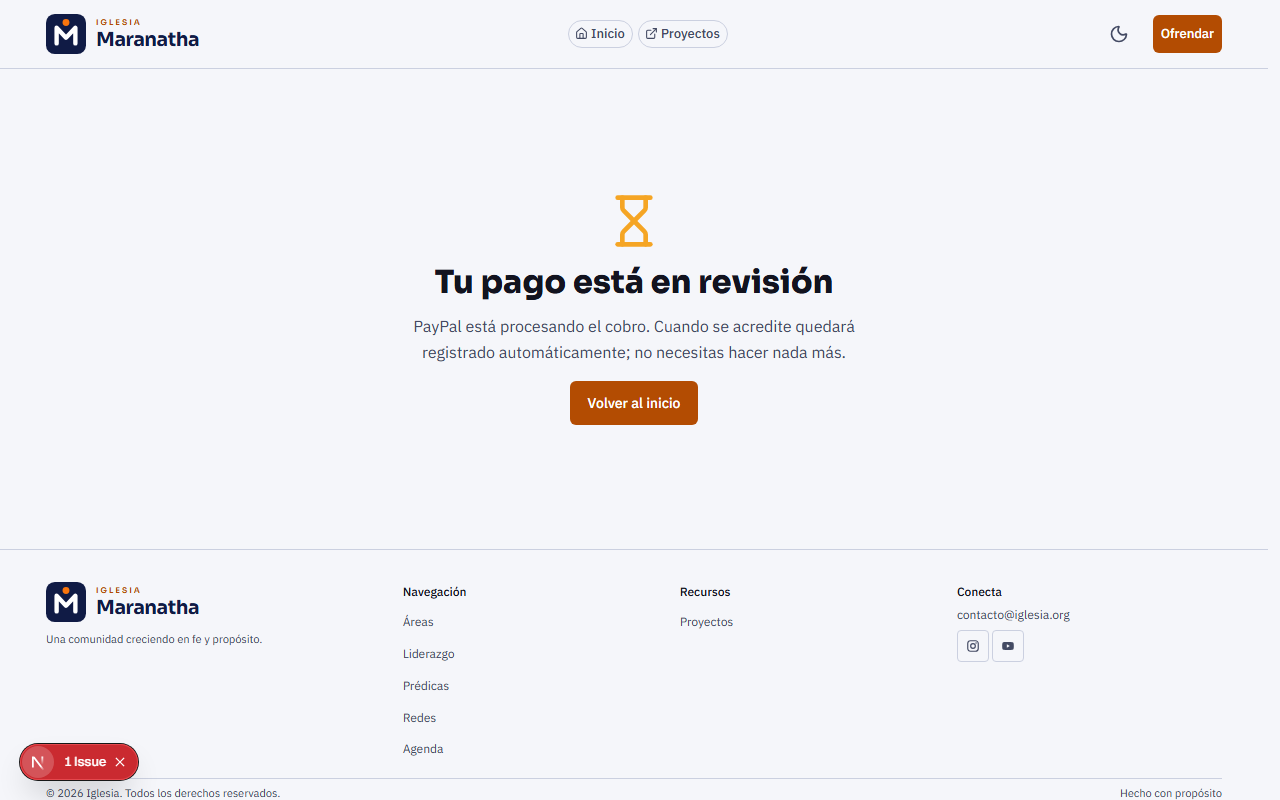 IGLESIA
Maranatha
Inicio
Proyectos
Ofrendar
Tu pago está en revisión
PayPal está procesando el cobro. Cuando se acredite quedará
registrado automáticamente; no necesitas hacer nada más.
Volver al inicio
IGLESIA
Maranatha
Una comunidad creciendo en fe y propósito.
Navegación
Áreas
Liderazgo
Prédicas
Redes
Agenda
Recursos
Proyectos
Conecta
contacto@iglesia.org
1 Issue
© 2026 Iglesia. Todos los derechos reservados.
Hecho con propósito